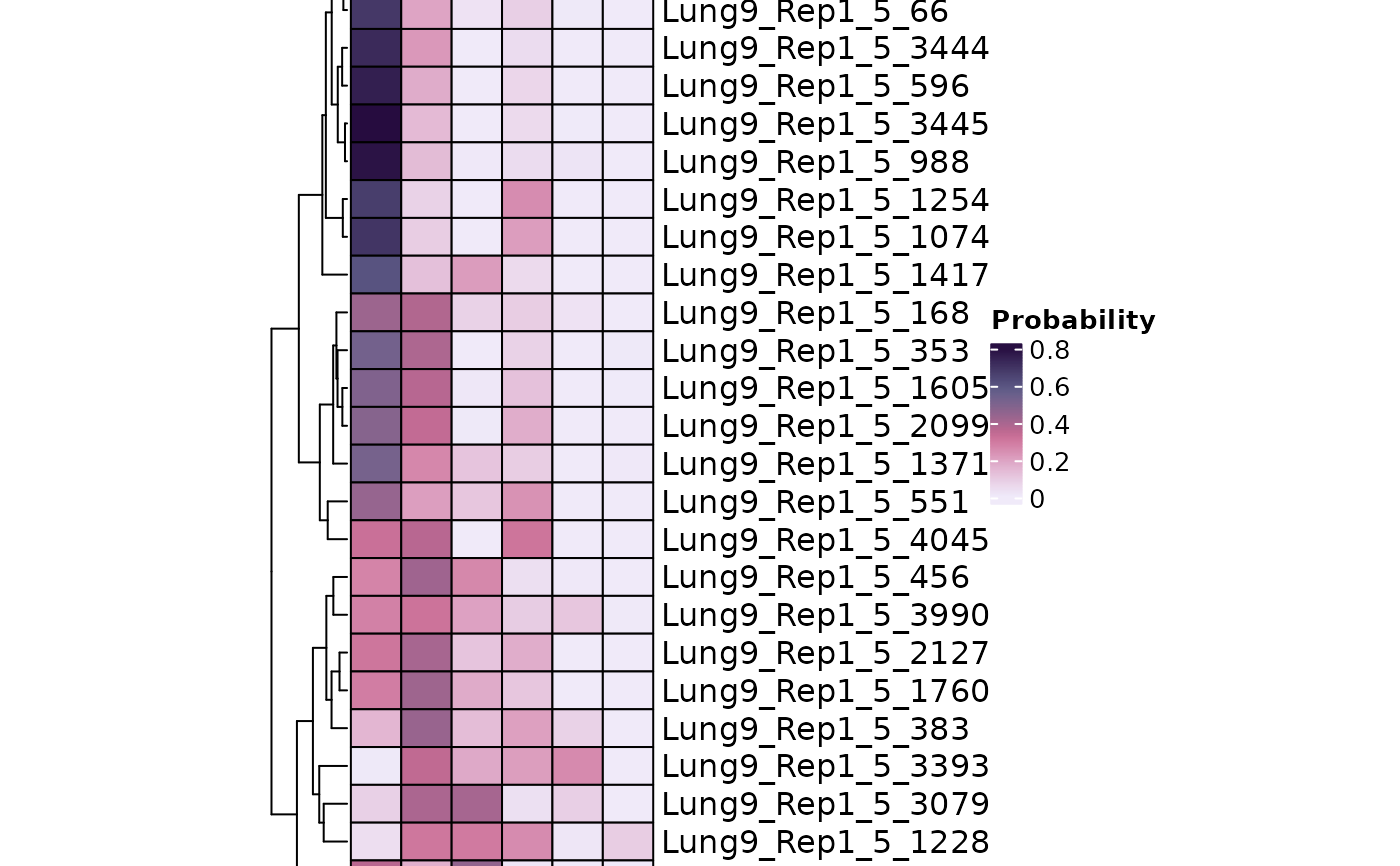 Lung9_Rep1_5_66
Lung9_Rep1_5_3444
Lung9_Rep1_5_596
Lung9_Rep1_5_3445
Lung9_Rep1_5_988
Lung9_Rep1_5_1254
Lung9_Rep1_5_1074
Lung9_Rep1_5_1417
Lung9_Rep1_5_168
Lung9_Rep1_5_353
Lung9_Rep1_5_1605
Lung9_Rep1_5_2099
Lung9_Rep1_5_1371
Lung9_Rep1_5_551
Lung9_Rep1_5_4045
Lung9_Rep1_5_456
Lung9_Rep1_5_3990
Lung9_Rep1_5_2127
Lung9_Rep1_5_1760
Lung9_Rep1_5_383
Lung9_Rep1_5_3393
Lung9_Rep1_5_3079
Lung9_Rep1_5_1228
Probability
0.8
0.6
0.4
0.2
0